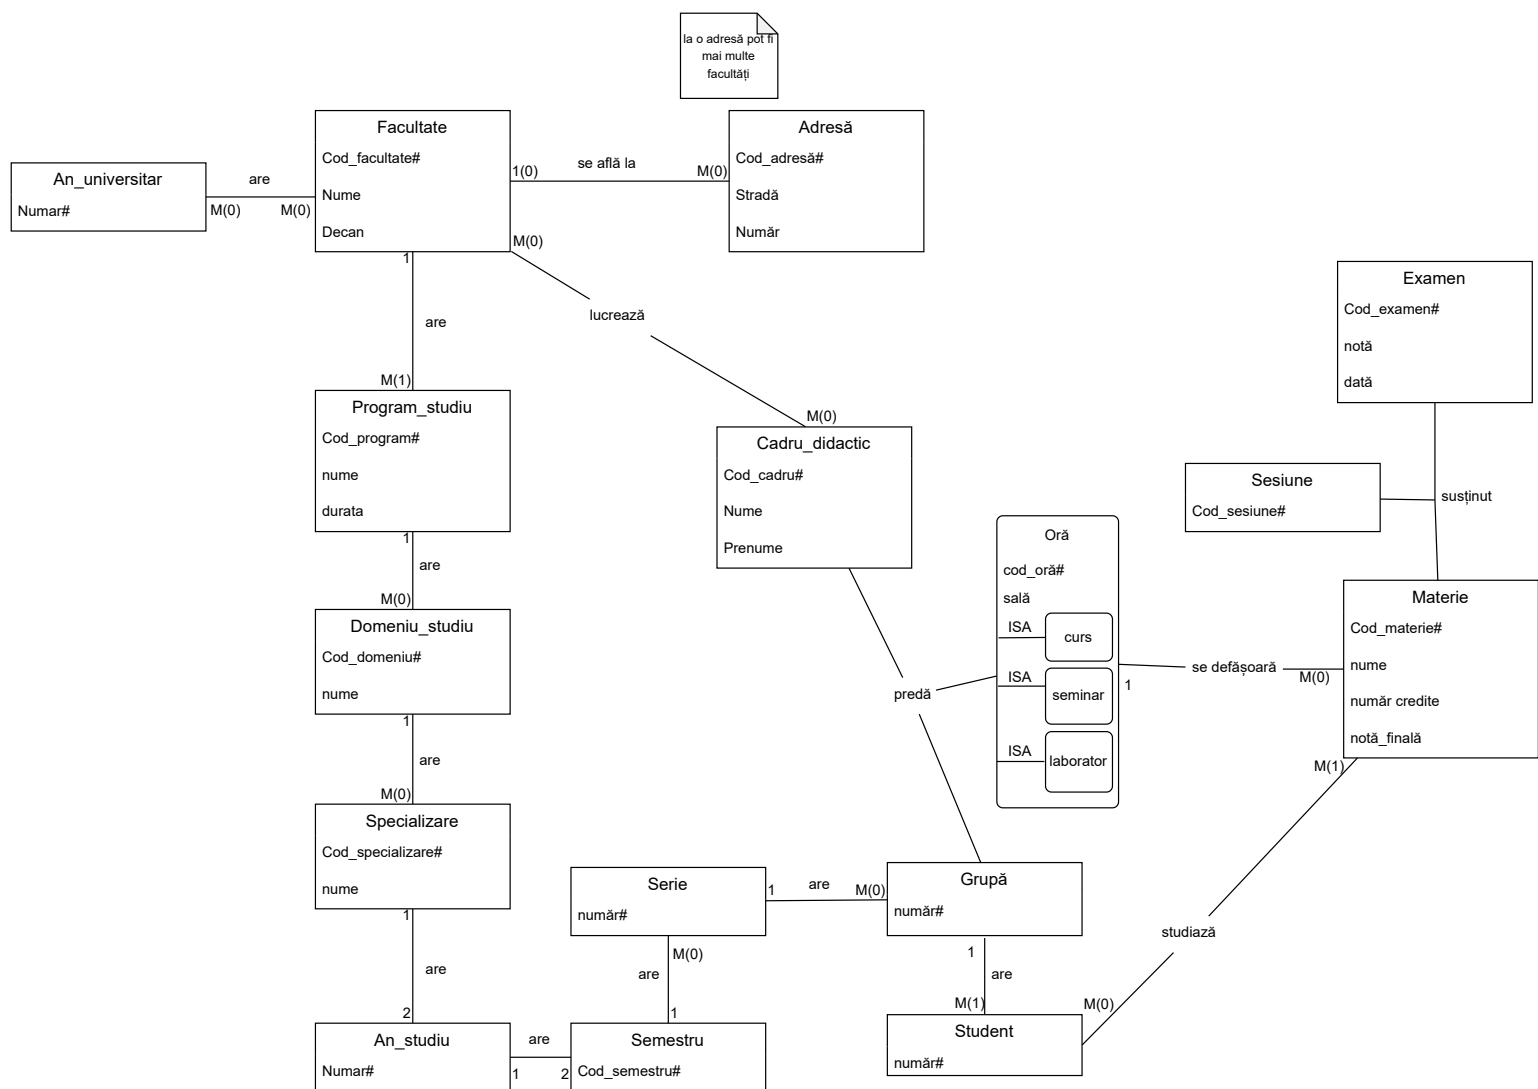 la o adresă pot fi
mai multe
facultăți
Facultate
Cod_facultate#
Nume
Decan
1(0)
se află la
M(0)
Adresă
Cod_adresă#
Stradă
Număr
An_universitar
Numar#
are
M(0)
M(0)
M(0)
lucrează
M(0)
1
are
M(1)
Program_studiu
Cod_program#
nume
durata
1
are
M(0)
Domeniu_studiu
Cod_domeniu#
nume
1
are
M(0)
Specializare
Cod_specializare#
nume
1
are
2
An_studiu
Numar#
are
1
2
Semestru
Cod_semestru#
1
are
M(0)
Serie
număr#
1
are
M(0)
Grupă
număr#
1
are
M(1)
Student
număr#
M(0)
studiază
M(1)
Cadru_didactic
Cod_cadru#
Nume
Prenume
predă
Oră
cod_oră#
sală
ISA
curs
ISA
seminar
ISA
laborator
1
se defășoară
M(0)
Materie
Cod_materie#
nume
număr credite
notă_finală
Sesiune
Cod_sesiune#
susținut
Examen
Cod_examen#
notă
dată